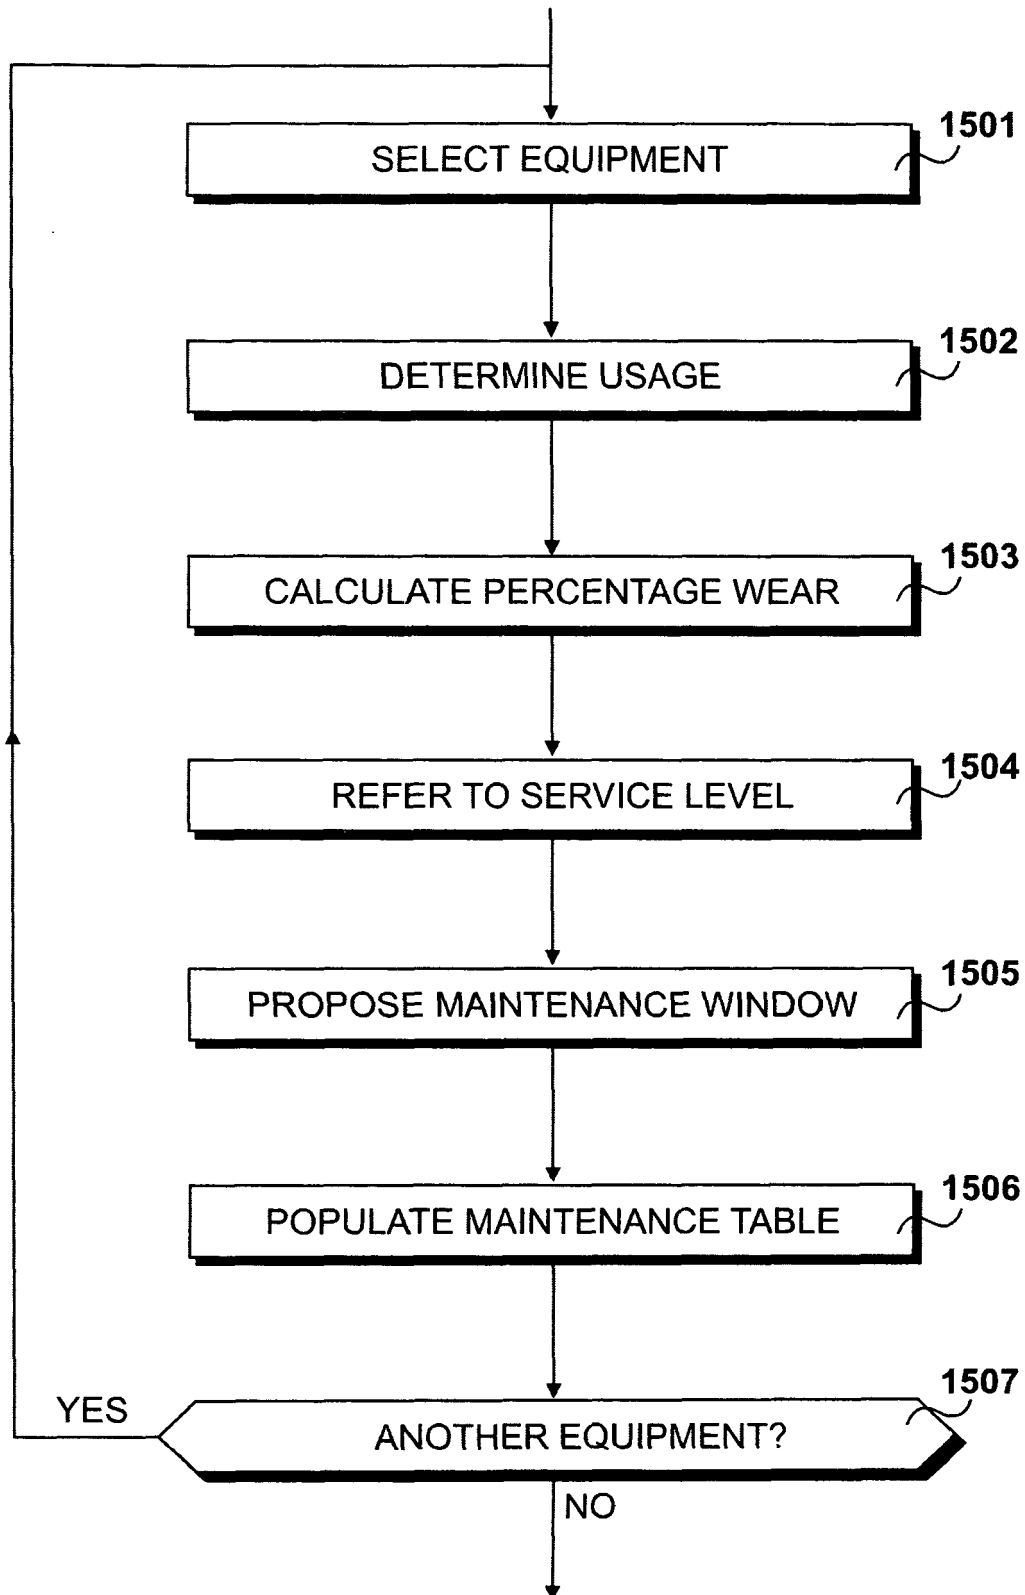 1501
SELECT EQUIPMENT
1502
DETERMINE USAGE
1503
CALCULATE PERCENTAGE WEAR
1504
REFER TO SERVICE LEVEL
1505
PROPOSE MAINTENANCE WINDOW
1506
POPULATE MAINTENANCE TABLE
1507
YES
ANOTHER EQUIPMENT?
NO